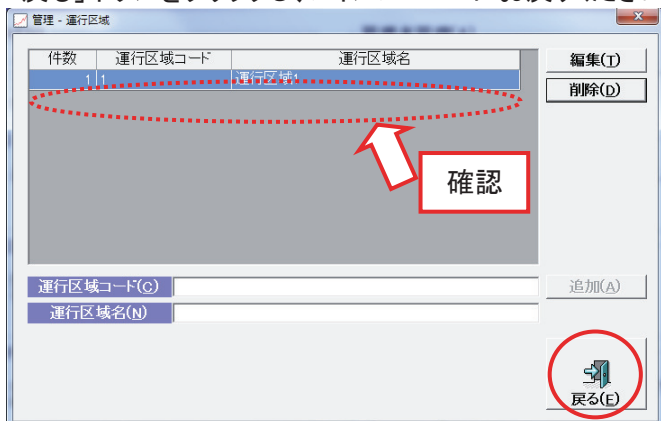 管理 - 運行区域
件数 運行区域コード 運行区域名
1 1 運行区域1
編集(T)
削除(D)
確認
運行区域コード(C)
追加(A)
運行区域名(N)
戻る(E)